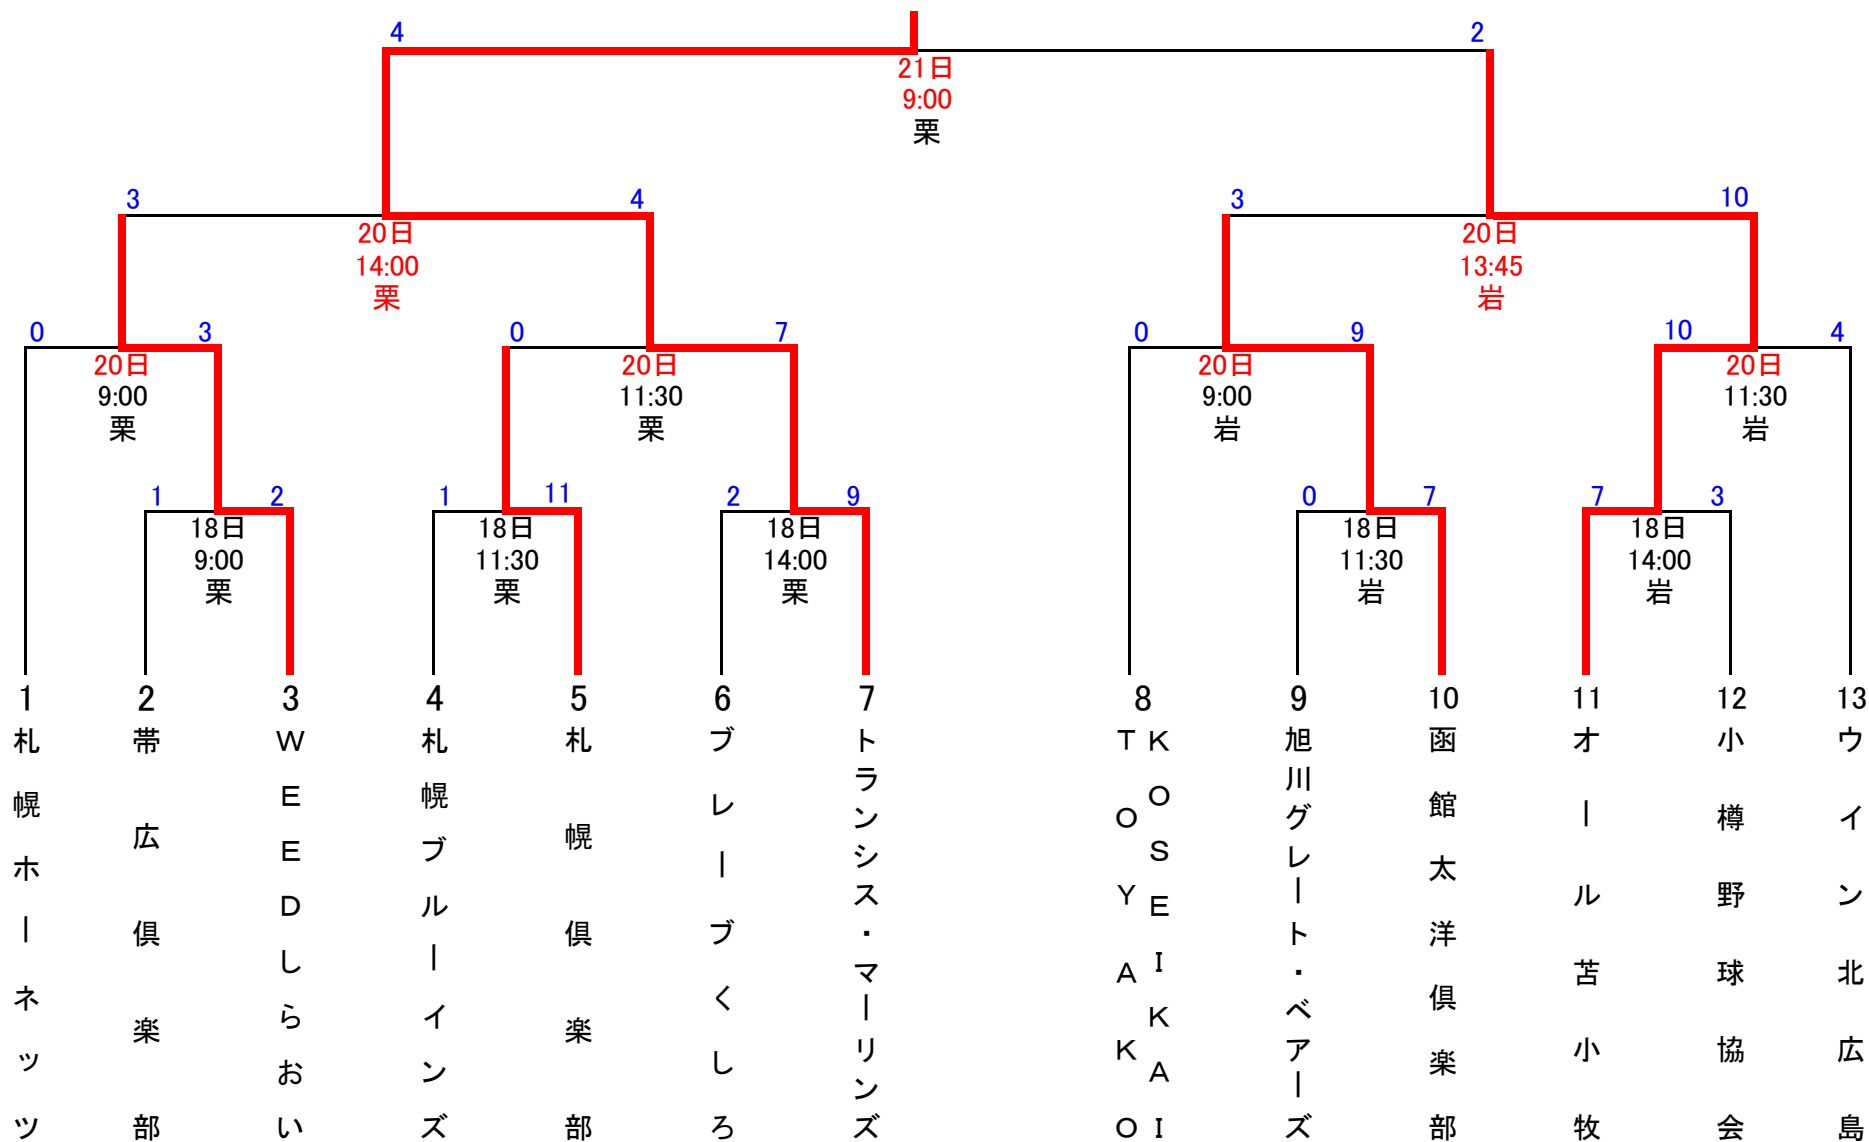 4
2
21日
9:00
栗
3
4
3
10
20日
14:00
栗
20日
13:45
岩
0
3
0
7
0
9
10
4
20日
9:00
栗
20日
11:30
栗
20日
9:00
岩
20日
11:30
岩
1
2
1
11
2
9
0
7
7
3
18日
9:00
栗
18日
11:30
栗
18日
14:00
栗
18日
11:30
岩
18日
14:00
岩
1
札幌ホーネッツ
2
帯広倶楽部
3
WEEDしらおい
4
札幌ブルーインズ
5
札幌倶楽部
6
ブレーブくしろ
7
トランシス・マーリンズ
8
KOSEIKAI
TOYAKO
9
旭川グレート・ベアーズ
10
函館太洋倶楽部
11
オール苫小牧
12
小樽野球協会
13
ウイン北広島